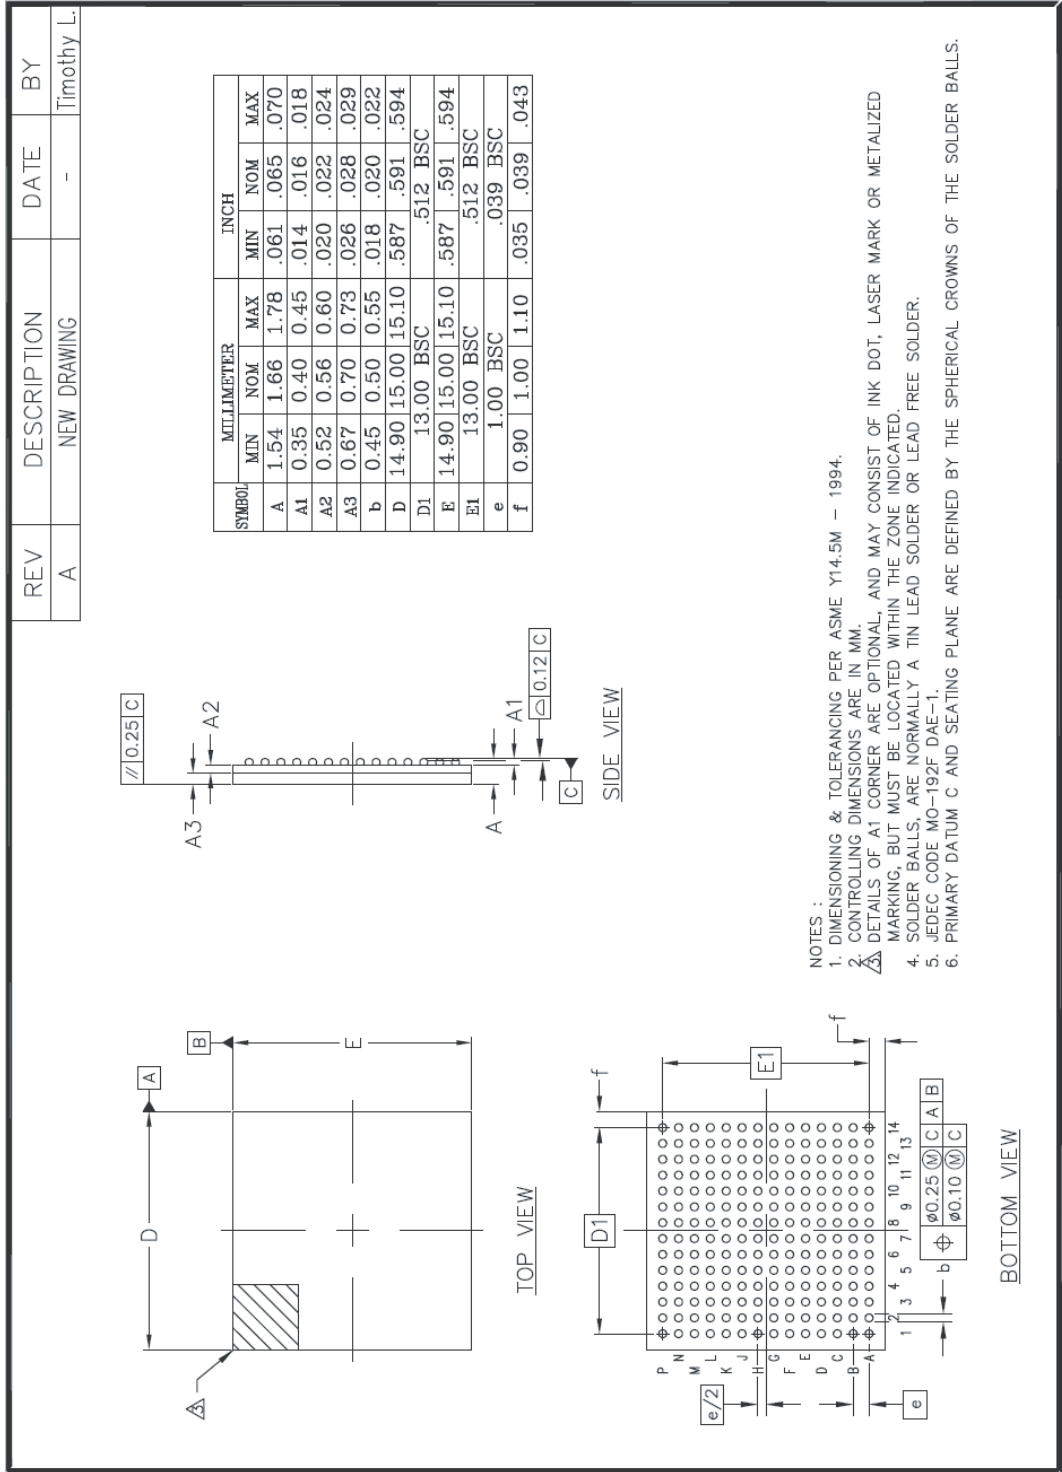 REV DESCRIPTION DATE BY
A NEW DRAWING - Timothy L.
SYMBOL MILLIMETER INCH
MIN NOM MAX MIN NOM MAX
A 1.54 1.66 1.78 .061 .065 .070
A1 0.35 0.40 0.45 .014 .016 .018
A2 0.52 0.56 0.60 .020 .022 .024
A3 0.67 0.70 0.73 .026 .028 .029
b 0.45 0.50 0.55 .018 .020 .022
D 14.90 15.00 15.10 .587 .591 .594
D1 13.00 BSC .512 BSC
E 14.90 15.00 15.10 .587 .591 .594
E1 13.00 BSC .512 BSC
e 1.00 BSC .039 BSC
f 0.90 1.00 1.10 .035 .039 .043
3
D
A
B
E
TOP VIEW
// 0.25 C
A3
A2
A
A1
0.12 C
C
SIDE VIEW
D1
f
E1
f
P
N
M
L
K
J
H
G
F
E
D
C
B
A
e/2
e
1 2 3 4 5 6 7 8 9 10 11 12 13 14
b ⌖ ø0.25 Ⓜ C A B
ø0.10 Ⓜ C
BOTTOM VIEW
NOTES :
1. DIMENSIONING & TOLERANCING PER ASME Y14.5M – 1994.
2. CONTROLLING DIMENSIONS ARE IN MM.
3. DETAILS OF A1 CORNER ARE OPTIONAL, AND MAY CONSIST OF INK DOT, LASER MARK OR METALIZED
MARKING, BUT MUST BE LOCATED WITHIN THE ZONE INDICATED.
4. SOLDER BALLS, ARE NORMALLY A TIN LEAD SOLDER OR LEAD FREE SOLDER.
5. JEDEC CODE MO–192F DAE–1.
6. PRIMARY DATUM C AND SEATING PLANE ARE DEFINED BY THE SPHERICAL CROWNS OF THE SOLDER BALLS.